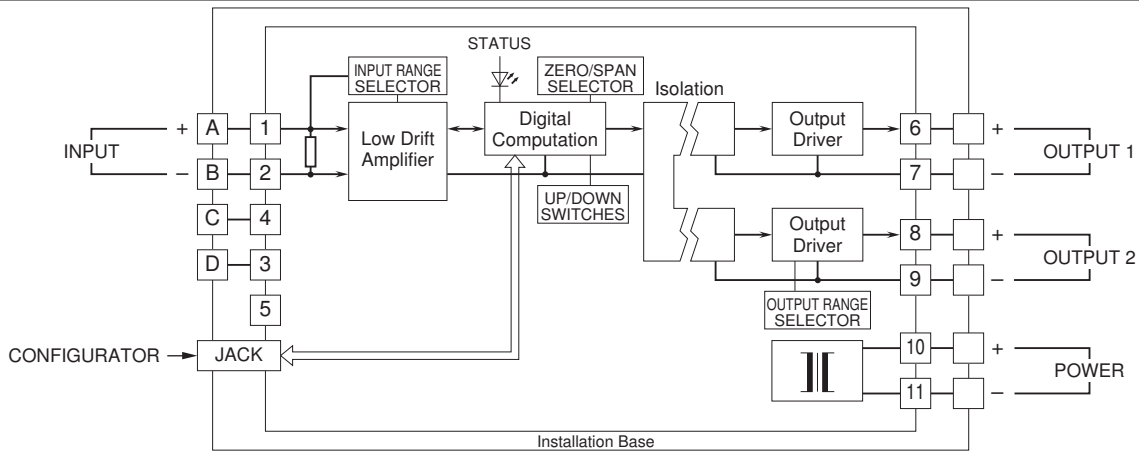 STATUS
INPUT RANGE
SELECTOR
ZERO/SPAN
SELECTOR
Isolation
INPUT
+
A
1
−
B
2
C
4
D
3
5
Low Drift
Amplifier
Digital
Computation
UP/DOWN
SWITCHES
Output
Driver
6
+
7
−
OUTPUT 1
Output
Driver
8
+
9
−
OUTPUT 2
OUTPUT RANGE
SELECTOR
CONFIGURATOR
JACK
10
+
11
−
POWER
Installation Base